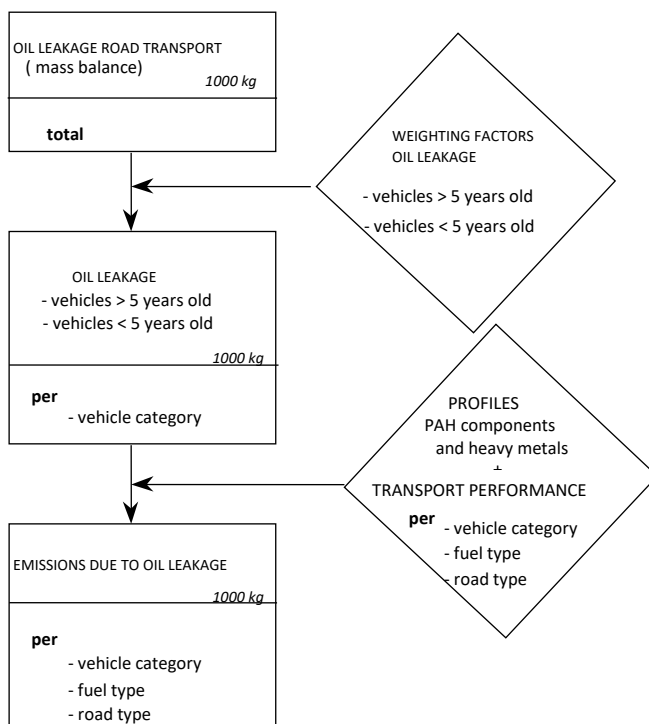 OIL LEAKAGE ROAD TRANSPORT
( mass balance)
1000 kg
total
WEIGHTING FACTORS
OIL LEAKAGE
- vehicles > 5 years old
- vehicles < 5 years old
OIL LEAKAGE
- vehicles > 5 years old
- vehicles < 5 years old
1000 kg
per
- vehicle category
PROFILES
PAH components
and heavy metals
+
TRANSPORT PERFORMANCE
per
- vehicle category
- fuel type
- road type
EMISSIONS DUE TO OIL LEAKAGE
1000 kg
per
- vehicle category
- fuel type
- road type